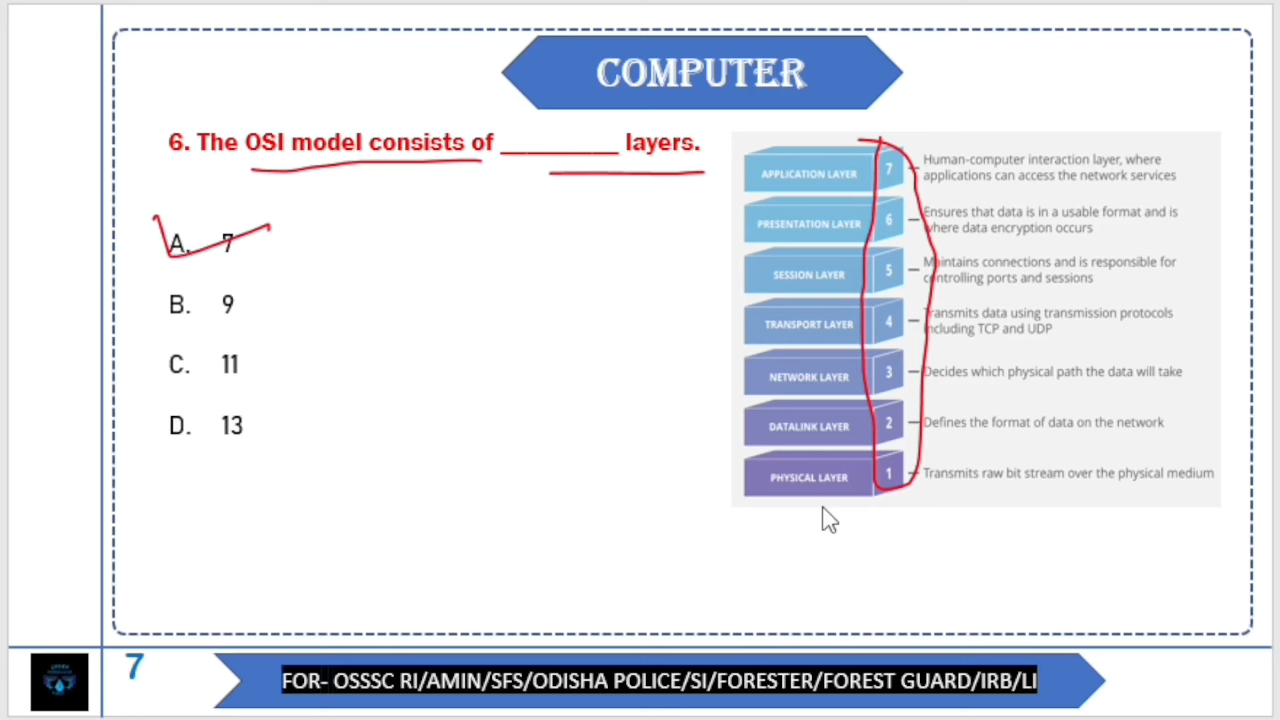 COMPUTER
6. The OSI model consists of _________ layers.
A. 7
B. 9
C. 11
D. 13
APPLICATION LAYER 7 Human-computer interaction layer, where
applications can access the network services
PRESENTATION LAYER 6 Ensures that data is in a usable format and is
where data encryption occurs
SESSION LAYER 5 Maintains connections and is responsible for
controlling ports and sessions
TRANSPORT LAYER 4 Transmits data using transmission protocols
including TCP and UDP
NETWORK LAYER 3 Decides which physical path the data will take
DATALINK LAYER 2 Defines the format of data on the network
PHYSICAL LAYER 1 Transmits raw bit stream over the physical medium
7
FOR- OSSSC RI/AMIN/SFS/ODISHA POLICE/SI/FORESTER/FOREST GUARD/IRB/LI